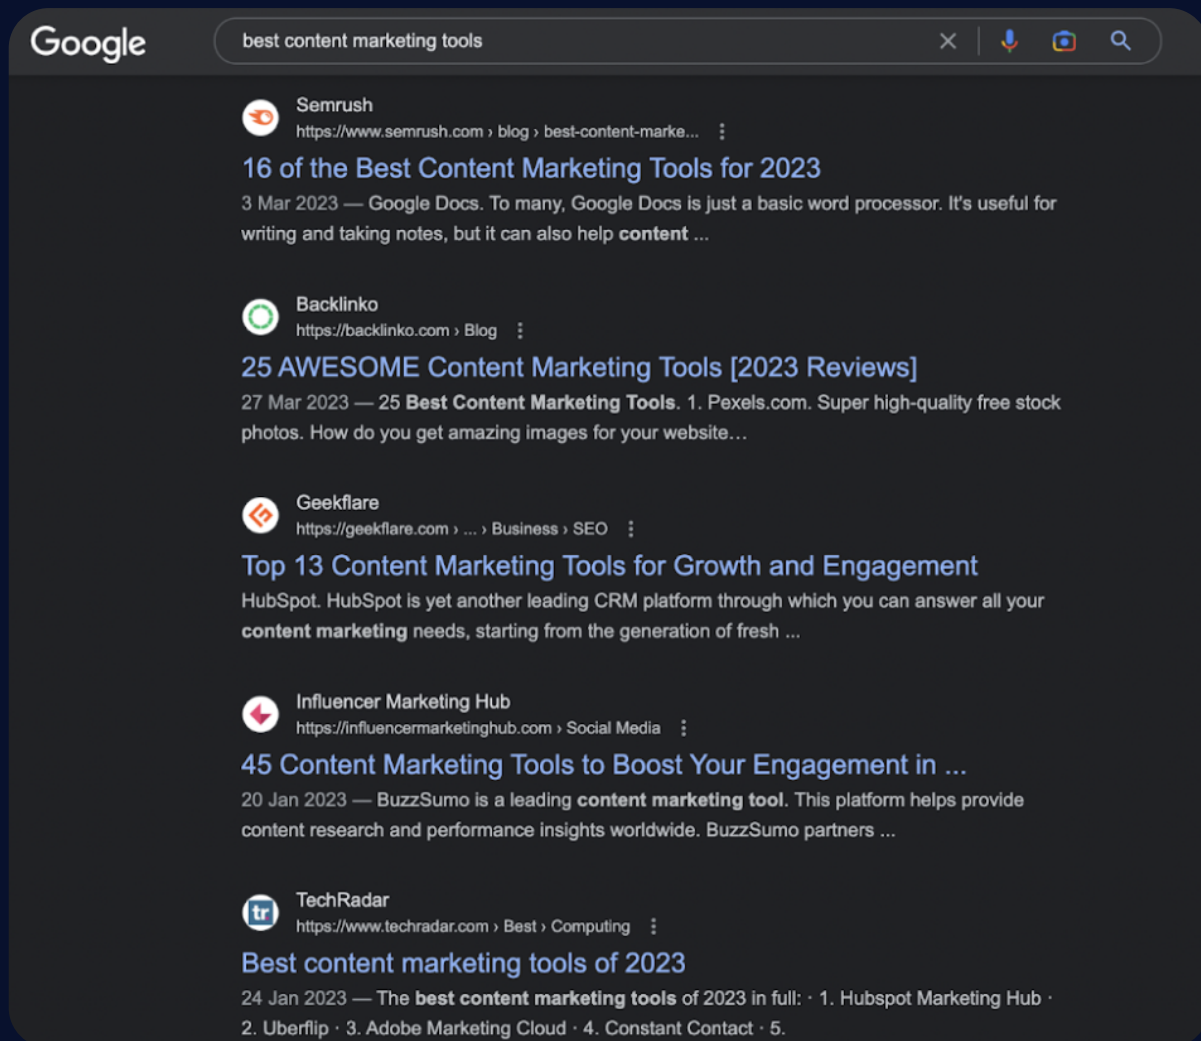 Google
best content marketing tools
Semrush
https://www.semrush.com › blog › best-content-marke...
16 of the Best Content Marketing Tools for 2023
3 Mar 2023 — Google Docs. To many, Google Docs is just a basic word processor. It's useful for
writing and taking notes, but it can also help content ...
Backlinko
https://backlinko.com › Blog
25 AWESOME Content Marketing Tools [2023 Reviews]
27 Mar 2023 — 25 Best Content Marketing Tools. 1. Pexels.com. Super high-quality free stock
photos. How do you get amazing images for your website…
Geekflare
https://geekflare.com › ... › Business › SEO
Top 13 Content Marketing Tools for Growth and Engagement
HubSpot. HubSpot is yet another leading CRM platform through which you can answer all your
content marketing needs, starting from the generation of fresh ...
Influencer Marketing Hub
https://influencermarketinghub.com › Social Media
45 Content Marketing Tools to Boost Your Engagement in ...
20 Jan 2023 — BuzzSumo is a leading content marketing tool. This platform helps provide
content research and performance insights worldwide. BuzzSumo partners ...
tr
TechRadar
https://www.techradar.com › Best › Computing
Best content marketing tools of 2023
24 Jan 2023 — The best content marketing tools of 2023 in full: · 1. Hubspot Marketing Hub ·
2. Uberflip · 3. Adobe Marketing Cloud · 4. Constant Contact · 5.